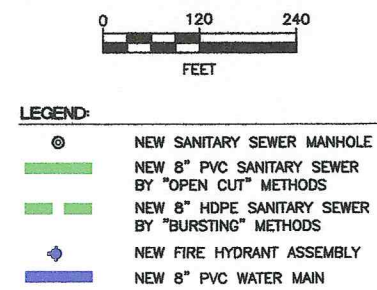 0 120 240
FEET
LEGEND:
NEW SANITARY SEWER MANHOLE
NEW 8" PVC SANITARY SEWER
BY "OPEN CUT" METHODS
NEW 8" HDPE SANITARY SEWER
BY "BURSTING" METHODS
NEW FIRE HYDRANT ASSEMBLY
NEW 8" PVC WATER MAIN